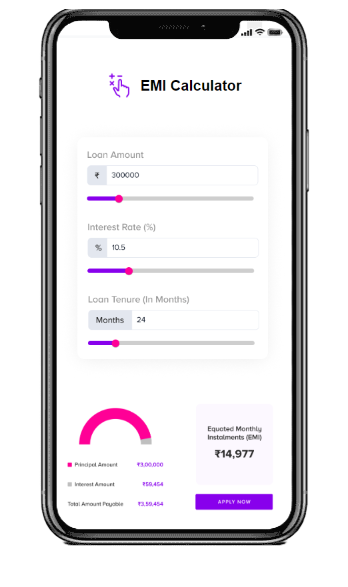 EMI Calculator
Loan Amount
₹ 300000
Interest Rate (%)
% 10.5
Loan Tenure (In Months)
Months 24
Principal Amount ₹3,00,000
Interest Amount ₹59,454
Total Amount Payable ₹3,59,454
Equated Monthly
Instalments (EMI)
₹14,977
APPLY NOW